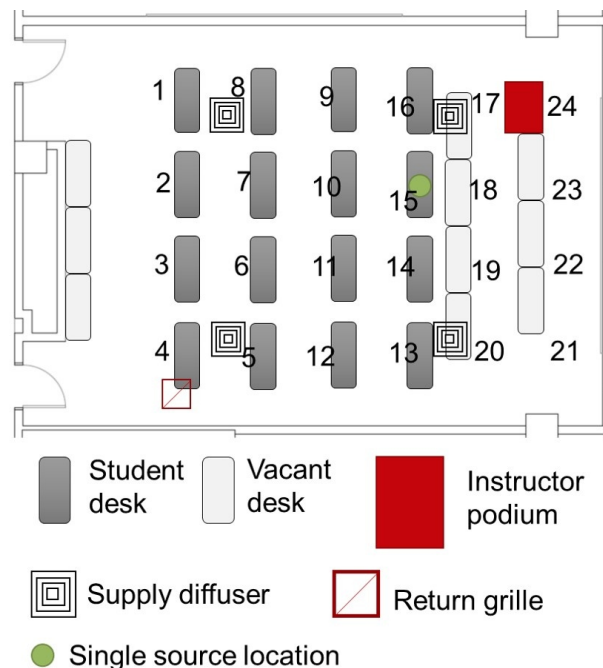 1 8 9 16 17 24
2 7 10 15 18 23
3 6 11 14 19 22
4 5 12 13 20 21
Student desk
Vacant desk
Instructor podium
Supply diffuser
Return grille
Single source location